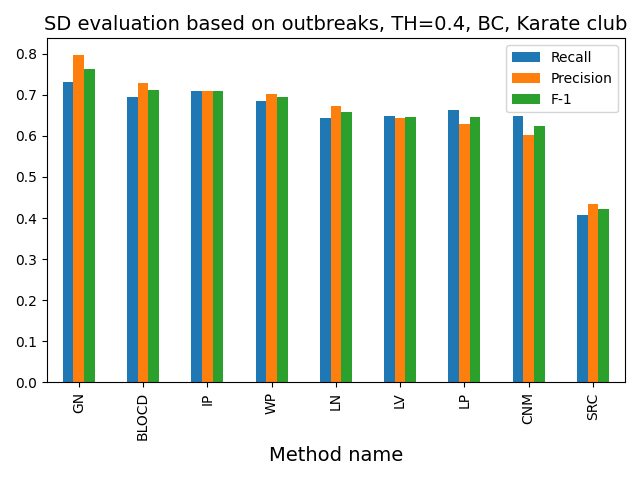 SD evaluation based on outbreaks, TH=0.4, BC, Karate club
Recall
Precision
F-1
0.8
0.7
0.6
0.5
0.4
0.3
0.2
0.1
0.0
GN
BLOCD
IP
WP
LN
LV
LP
CNM
SRC
Method name